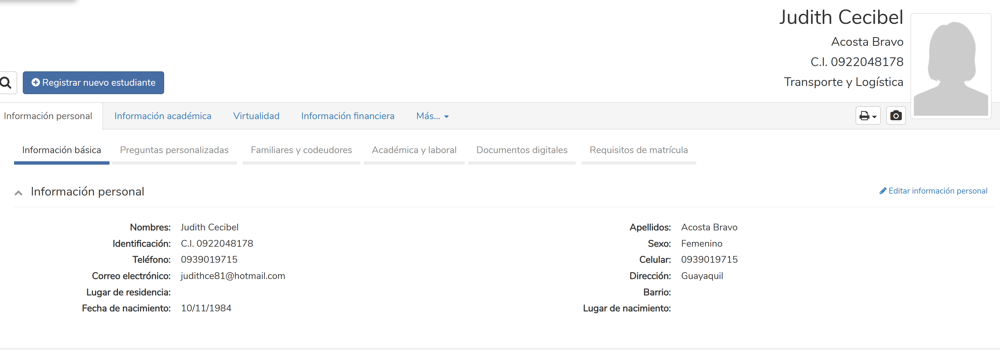 Judith Cecibel
Acosta Bravo
C.I. 0922048178
Transporte y Logística
Registrar nuevo estudiante
Información personal Información académica Virtualidad Información financiera Más...
Información básica Preguntas personalizadas Familiares y codeudores Académica y laboral Documentos digitales Requisitos de matrícula
Información personal Editar información personal
Nombres: Judith Cecibel Apellidos: Acosta Bravo
Identificación: C.I. 0922048178 Sexo: Femenino
Teléfono: 0939019715 Celular: 0939019715
Correo electrónico: judithce81@hotmail.com Dirección: Guayaquil
Lugar de residencia: Barrio:
Fecha de nacimiento: 10/11/1984 Lugar de nacimiento: